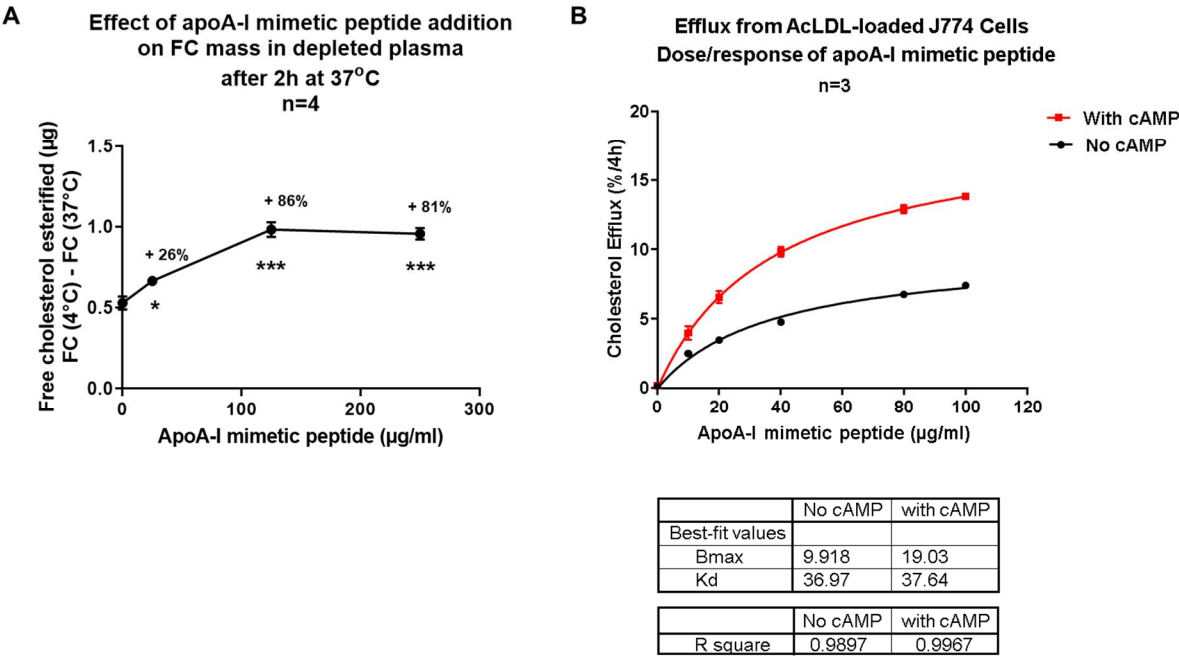 A
Effect of apoA-I mimetic peptide addition
on FC mass in depleted plasma
after 2h at 37°C
n=4
Free cholesterol esterified (µg)
FC (4°C) - FC (37°C)
1.5
1.0
0.5
0.0
+ 26%
+ 86%
+ 81%
*
***
***
0 100 200 300
ApoA-I mimetic peptide (µg/ml)
B
Efflux from AcLDL-loaded J774 Cells
Dose/response of apoA-I mimetic peptide
n=3
Cholesterol Efflux (%/4h)
20
15
10
5
0
With cAMP
No cAMP
0 20 40 60 80 100 120
ApoA-I mimetic peptide (µg/ml)
No cAMP with cAMP
Best-fit values
Bmax 9.918 19.03
Kd 36.97 37.64
No cAMP with cAMP
R square 0.9897 0.9967